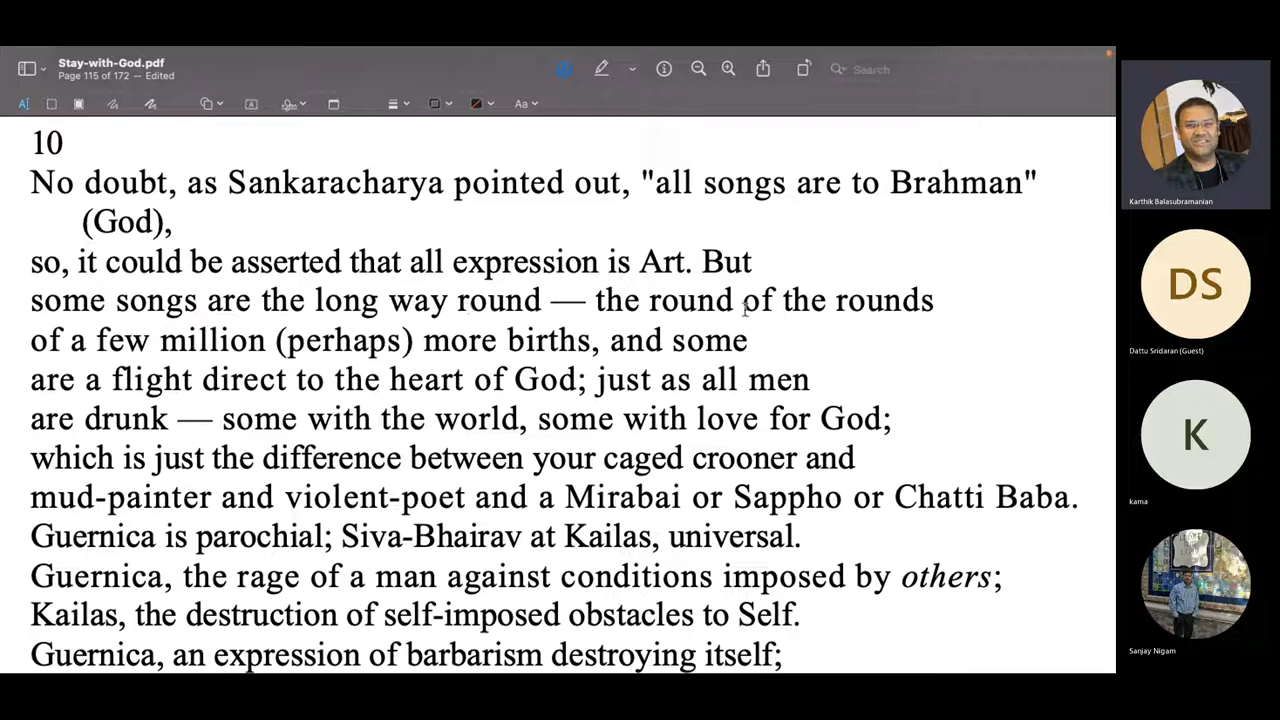 Stay-with-God.pdf
Page 115 of 172 — Edited
Search
Aa
10
No doubt, as Sankaracharya pointed out, "all songs are to Brahman"
(God),
so, it could be asserted that all expression is Art. But
some songs are the long way round — the round of the rounds
of a few million (perhaps) more births, and some
are a flight direct to the heart of God; just as all men
are drunk — some with the world, some with love for God;
which is just the difference between your caged crooner and
mud-painter and violent-poet and a Mirabai or Sappho or Chatti Baba.
Guernica is parochial; Siva-Bhairav at Kailas, universal.
Guernica, the rage of a man against conditions imposed by others;
Kailas, the destruction of self-imposed obstacles to Self.
Guernica, an expression of barbarism destroying itself;
Karthik Balasubramanian
DS
Dattu Sridaran (Guest)
K
kama
Sanjay Nigam